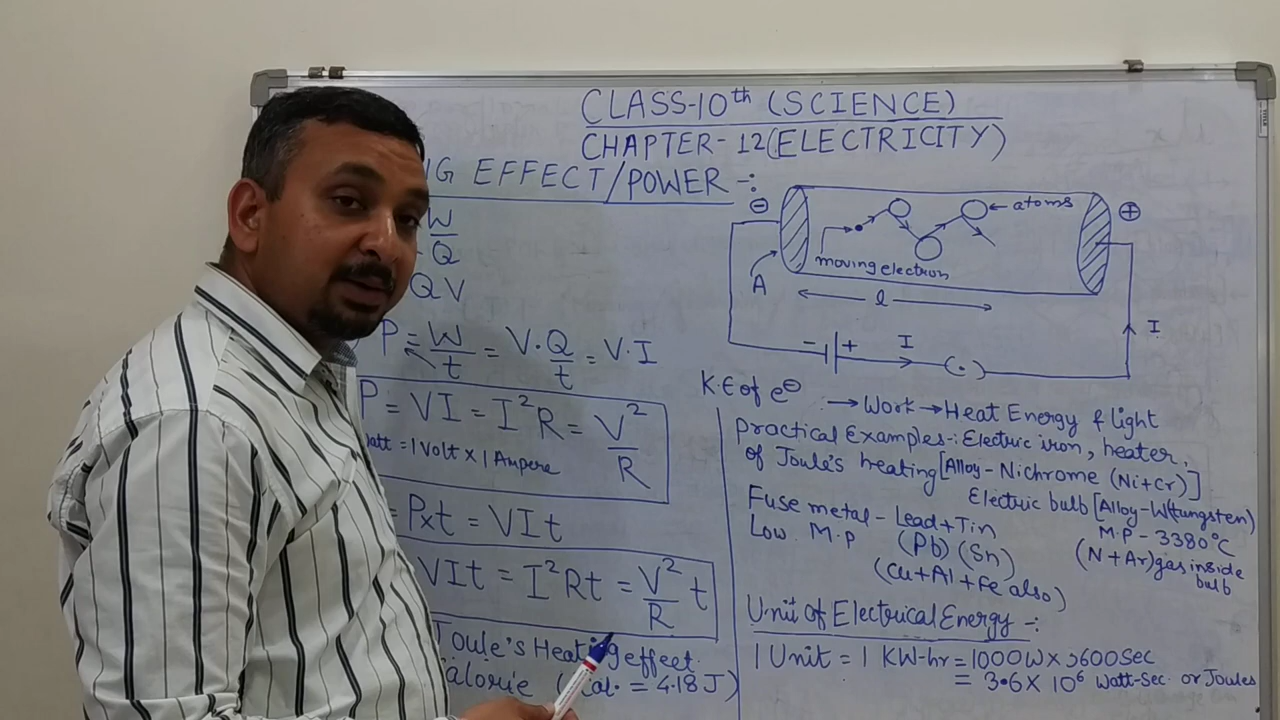 CLASS-10th (SCIENCE)
CHAPTER-12(ELECTRICITY)
NG EFFECT/POWER -:
W
Q
QV
P = W/t = V·Q/t = V·I
P = VI = I²R = V²/R
att = 1 Volt × 1 Ampere
= P×t = VIt
VIt = I²Rt = V²/R t
Joule's Heating effect.
alorie ( cal. = 4.18 J)
⊖
⊕
atoms
moving electron
A
l
I
- +
I
(·)
K.E of e⊖ → Work → Heat Energy & light
Practical Examples-: Electric iron, heater,
of Joule's heating [Alloy- Nichrome (Ni+Cr)]
Electric bulb [Alloy-W(tungsten)
M.P - 3380°C
(N + Ar) gas inside
bulb
Fuse metal - Lead+Tin
Low. M.P (Pb) (Sn)
(Cu+Al+Fe also)
Unit of Electrical Energy -:
1 Unit = 1 KW-hr = 1000W × 3600 Sec
= 3.6 × 10⁶ Watt-Sec. or Joules